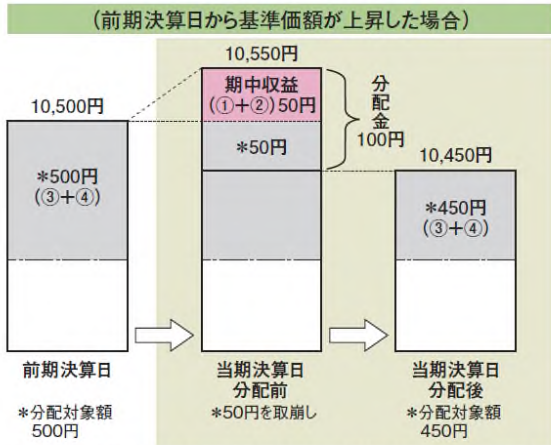 (前期決算日から基準価額が上昇した場合)
10,550円
期中収益
(①+②)50円
*50円
分配金
100円
10,500円
*500円
(③+④)
10,450円
*450円
(③+④)
前期決算日
*分配対象額
500円
当期決算日
分配前
*50円を取崩し
当期決算日
分配後
*分配対象額
450円